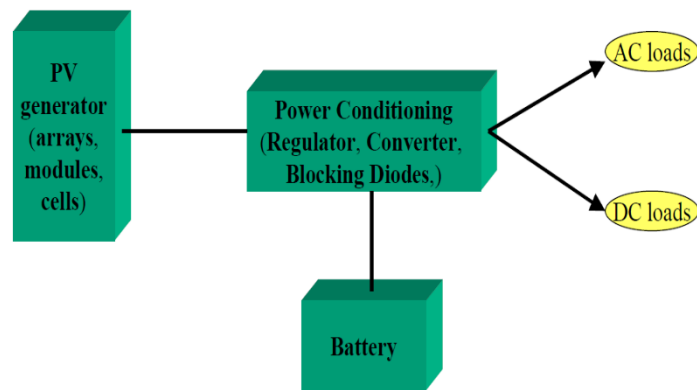 PV
generator
(arrays,
modules,
cells)
Power Conditioning
(Regulator, Converter,
Blocking Diodes,)
AC loads
DC loads
Battery